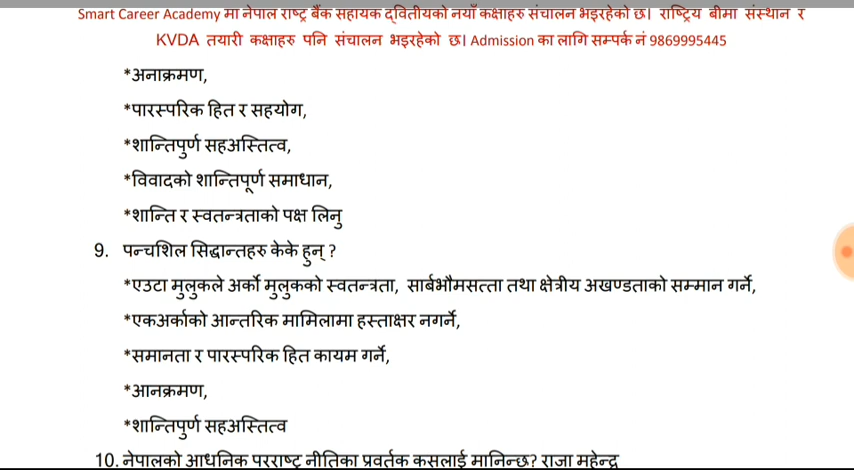 Smart Career Academy मा नेपाल राष्ट्र बैंक सहायक द्वितीयको नयाँ कक्षाहरु संचालन भइरहेको छ। राष्ट्रिय बीमा संस्थान र
KVDA तयारी कक्षाहरु पनि संचालन भइरहेको छ। Admission का लागि सम्पर्क नं 9869995445
*अनाक्रमण,
*पारस्परिक हित र सहयोग,
*शान्तिपुर्ण सहअस्तित्व,
*विवादको शान्तिपूर्ण समाधान,
*शान्ति र स्वतन्त्रताको पक्ष लिनु
9. पन्चशिल सिद्धान्तहरु केके हुन् ?
*एउटा मुलुकले अर्को मुलुकको स्वतन्त्रता, सार्बभौमसत्ता तथा क्षेत्रीय अखण्डताको सम्मान गर्ने,
*एकअर्काको आन्तरिक मामिलामा हस्ताक्षर नगर्ने,
*समानता र पारस्परिक हित कायम गर्ने,
*आनक्रमण,
*शान्तिपुर्ण सहअस्तित्व
10. नेपालको आधुनिक परराष्ट्र नीतिका प्रवर्तक कसलाई मानिन्छ? राजा महेन्द्र